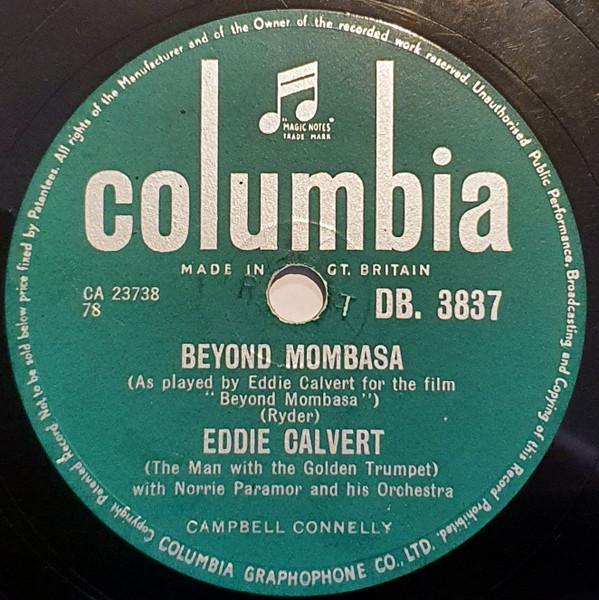 "MAGIC NOTES"
TRADE MARK
columbia
MADE IN GT. BRITAIN
CA 23738
78
T
DB. 3837
BEYOND MOMBASA
(As played by Eddie Calvert for the film
"Beyond Mombasa")
(Ryder)
EDDIE CALVERT
(The Man with the Golden Trumpet)
with Norrie Paramor and his Orchestra
CAMPBELL CONNELLY
COLUMBIA GRAPHOPHONE CO., LTD.
Copyright Patented Record Not to be sold below price fixed by Patentees. All rights of the Manufacturer and of the Owner of the recorded work reserved. Unauthorised Public Performance, Broadcasting and Copying of this Record Prohibited.